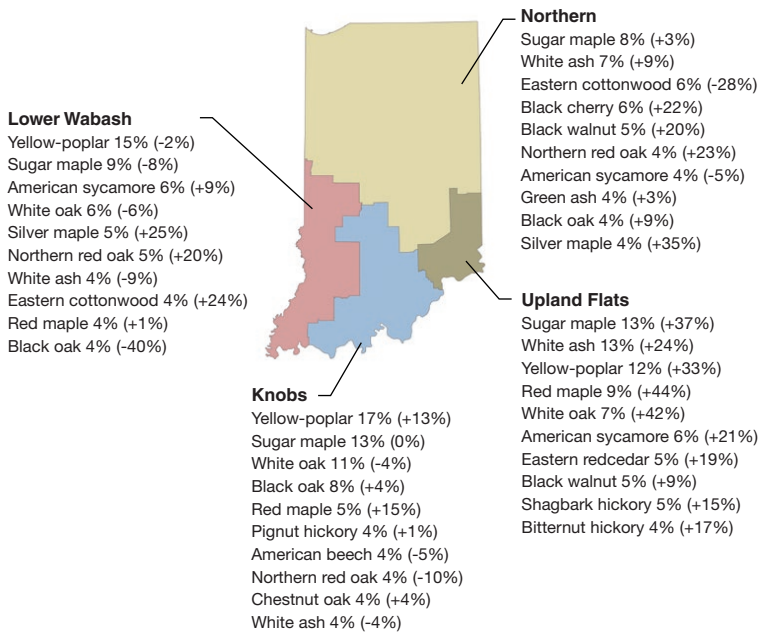 Northern
Sugar maple 8% (+3%)
White ash 7% (+9%)
Eastern cottonwood 6% (-28%)
Black cherry 6% (+22%)
Black walnut 5% (+20%)
Northern red oak 4% (+23%)
American sycamore 4% (-5%)
Green ash 4% (+3%)
Black oak 4% (+9%)
Silver maple 4% (+35%)
Lower Wabash
Yellow-poplar 15% (-2%)
Sugar maple 9% (-8%)
American sycamore 6% (+9%)
White oak 6% (-6%)
Silver maple 5% (+25%)
Northern red oak 5% (+20%)
White ash 4% (-9%)
Eastern cottonwood 4% (+24%)
Red maple 4% (+1%)
Black oak 4% (-40%)
Upland Flats
Sugar maple 13% (+37%)
White ash 13% (+24%)
Yellow-poplar 12% (+33%)
Red maple 9% (+44%)
White oak 7% (+42%)
American sycamore 6% (+21%)
Eastern redcedar 5% (+19%)
Black walnut 5% (+9%)
Shagbark hickory 5% (+15%)
Bitternut hickory 4% (+17%)
Knobs
Yellow-poplar 17% (+13%)
Sugar maple 13% (0%)
White oak 11% (-4%)
Black oak 8% (+4%)
Red maple 5% (+15%)
Pignut hickory 4% (+1%)
American beech 4% (-5%)
Northern red oak 4% (-10%)
Chestnut oak 4% (+4%)
White ash 4% (-4%)